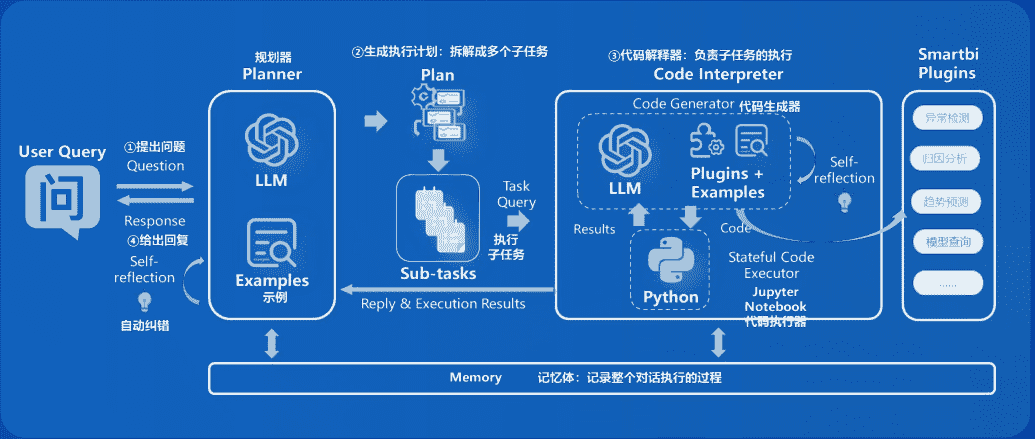 User Query
问
①提出问题
Question
Response
④给出回复
Self-
reflection
自动纠错
规划器
Planner
LLM
Examples
示例
②生成执行计划：拆解成多个子任务
Plan
Sub-tasks
Task
Query
执行
子任务
Reply & Execution Results
③代码解释器：负责子任务的执行
Code Interpreter
Code Generator 代码生成器
LLM
Plugins +
Examples
Self-
reflection
Results
Code
Python
Stateful Code
Executor
Jupyter
Notebook
代码执行器
Smartbi
Plugins
异常检测
归因分析
趋势预测
模型查询
......
Memory 记忆体：记录整个对话执行的过程